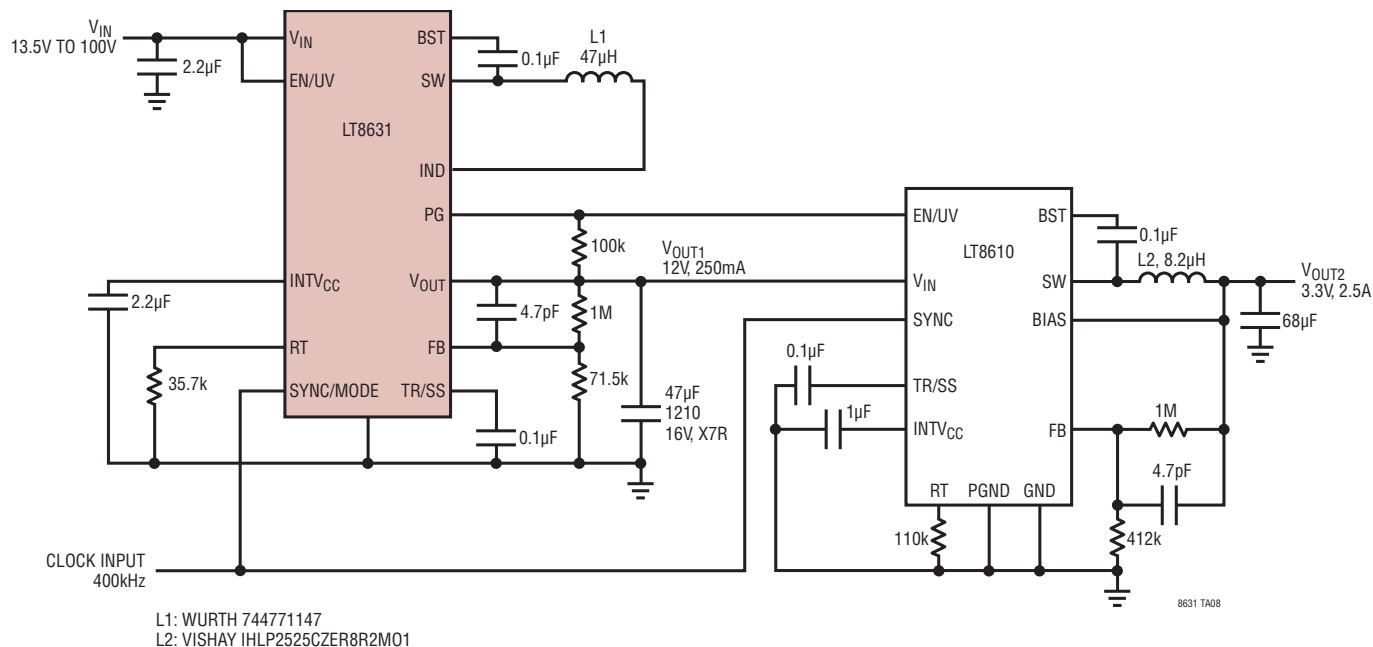 VIN
13.5V TO 100V
2.2µF
VIN
EN/UV
LT8631
BST
SW
IND
PG
VOUT
FB
TR/SS
INTVCC
RT
SYNC/MODE
0.1µF
L1
47µH
2.2µF
35.7k
100k
VOUT1
12V, 250mA
4.7pF
1M
71.5k
0.1µF
47µF
1210
16V, X7R
EN/UV
BST
LT8610
VIN
SW
SYNC
BIAS
TR/SS
INTVCC
FB
RT
PGND
GND
0.1µF
L2, 8.2µH
VOUT2
3.3V, 2.5A
68µF
0.1µF
1µF
1M
4.7pF
110k
412k
CLOCK INPUT
400kHz
8631 TA08
L1: WURTH 744771147
L2: VISHAY IHLP2525CZER8R2MO1